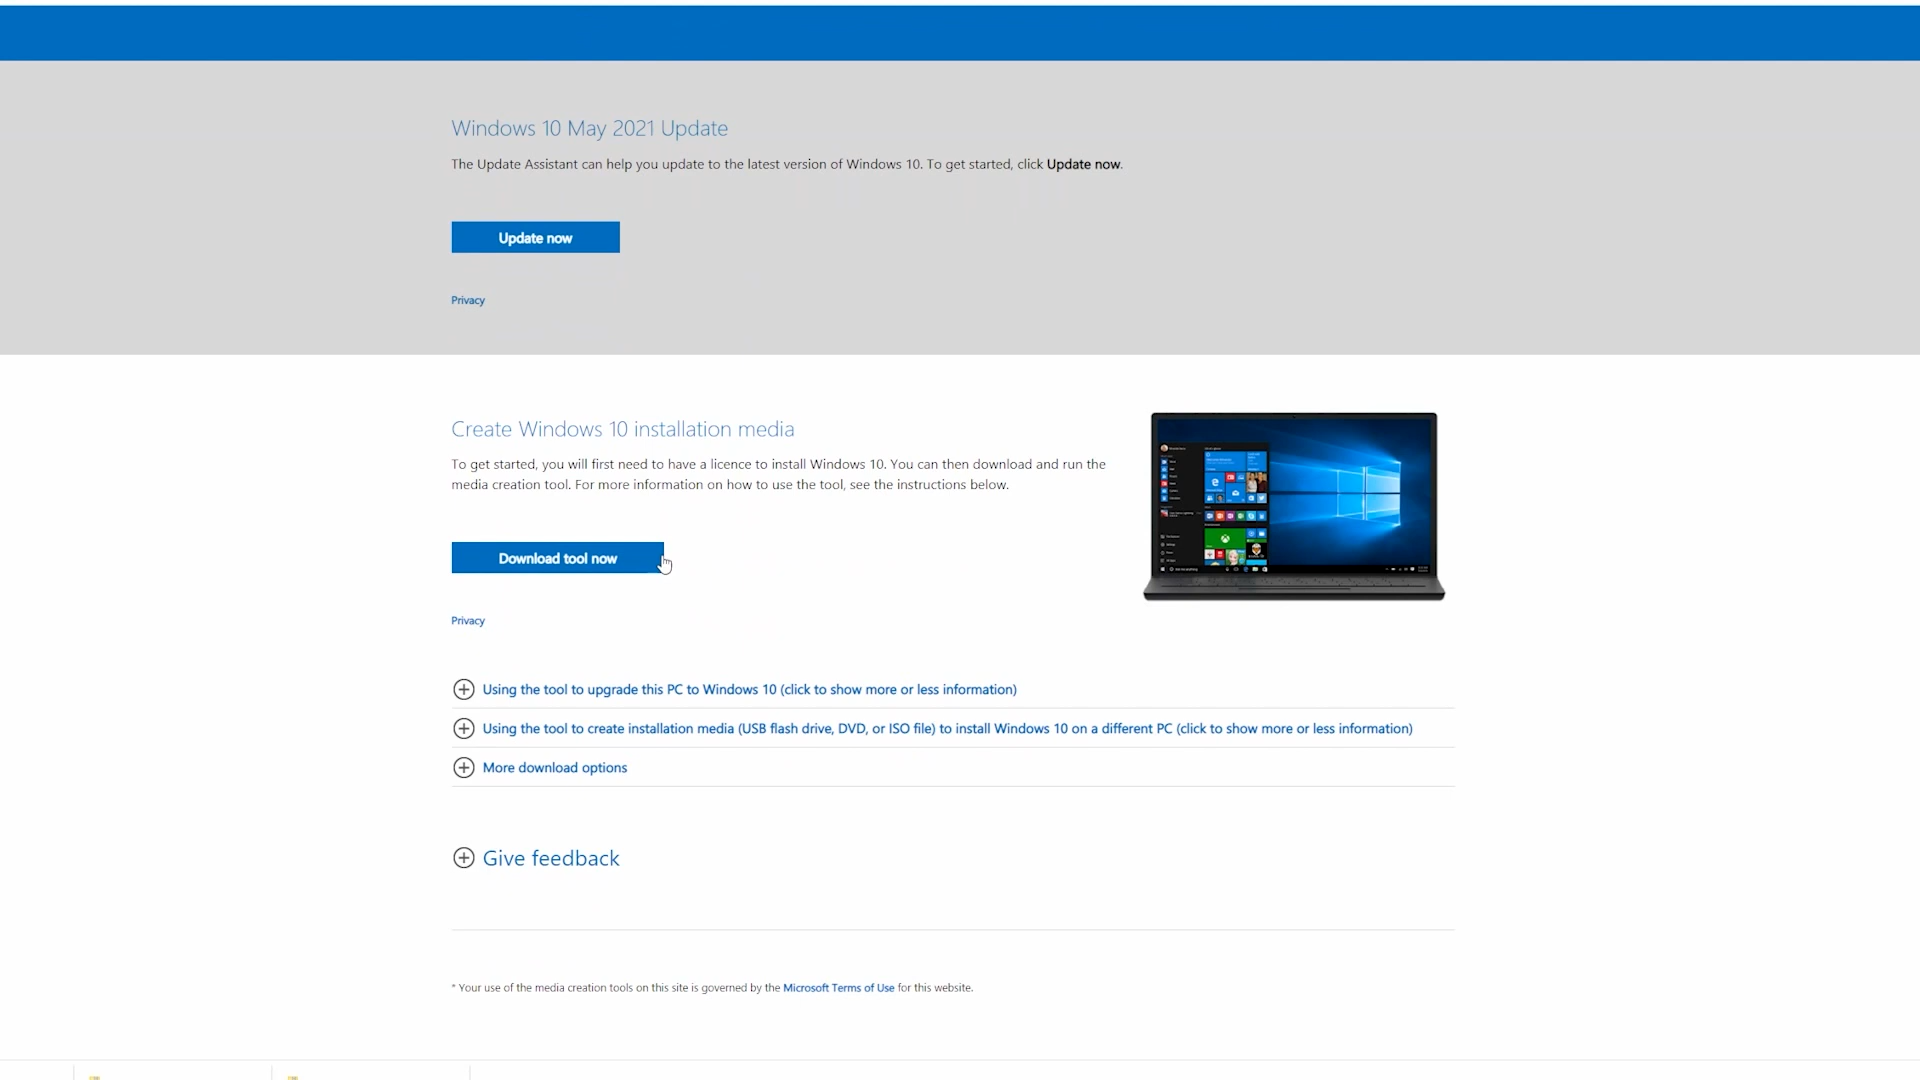 Windows 10 May 2021 Update
The Update Assistant can help you update to the latest version of Windows 10. To get started, click Update now.
Update now
Privacy
Create Windows 10 installation media
To get started, you will first need to have a licence to install Windows 10. You can then download and run the
media creation tool. For more information on how to use the tool, see the instructions below.
Download tool now
Privacy
Using the tool to upgrade this PC to Windows 10 (click to show more or less information)
Using the tool to create installation media (USB flash drive, DVD, or ISO file) to install Windows 10 on a different PC (click to show more or less information)
More download options
Give feedback
* Your use of the media creation tools on this site is governed by the Microsoft Terms of Use for this website.